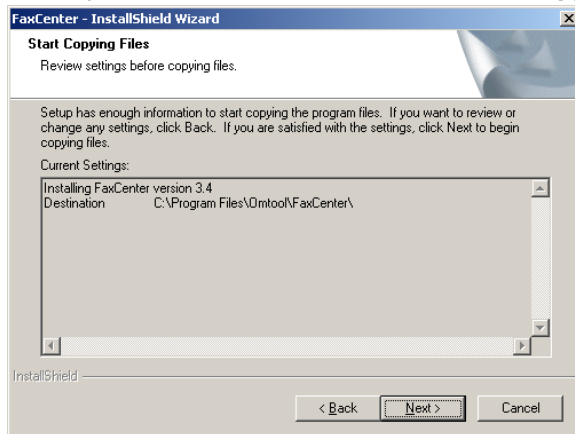 FaxCenter - InstallShield Wizard
Start Copying Files
Review settings before copying files.
Setup has enough information to start copying the program files. If you want to review or
change any settings, click Back. If you are satisfied with the settings, click Next to begin
copying files.
Current Settings:
Installing FaxCenter version 3.4
Destination C:\Program Files\Omtool\FaxCenter\
InstallShield
< Back Next > Cancel